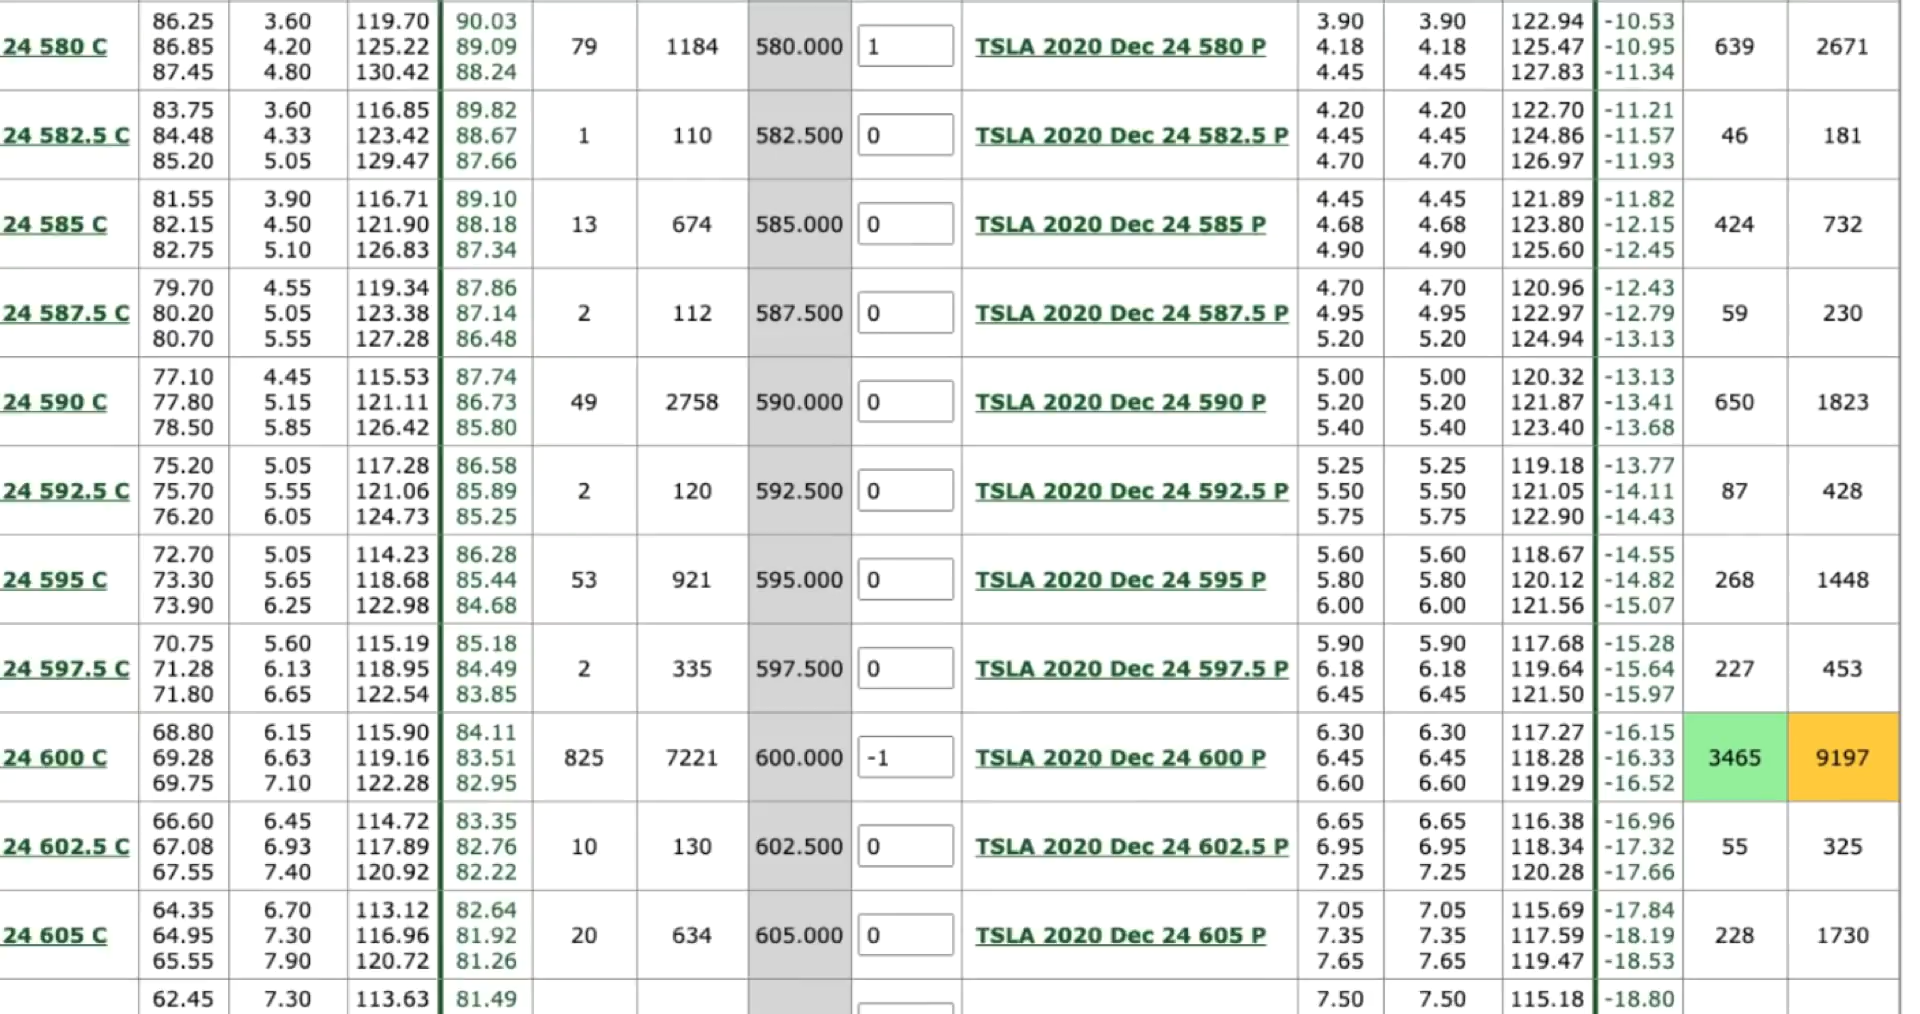 86.25 3.60 119.70 90.03 3.90 3.90 122.94 -10.53
24 580 C 86.85 4.20 125.22 89.09 79 1184 580.000 1 TSLA 2020 Dec 24 580 P 4.18 4.18 125.47 -10.95 639 2671
87.45 4.80 130.42 88.24 4.45 4.45 127.83 -11.34
83.75 3.60 116.85 89.82 4.20 4.20 122.70 -11.21
24 582.5 C 84.48 4.33 123.42 88.67 1 110 582.500 0 TSLA 2020 Dec 24 582.5 P 4.45 4.45 124.86 -11.57 46 181
85.20 5.05 129.47 87.66 4.70 4.70 126.97 -11.93
81.55 3.90 116.71 89.10 4.45 4.45 121.89 -11.82
24 585 C 82.15 4.50 121.90 88.18 13 674 585.000 0 TSLA 2020 Dec 24 585 P 4.68 4.68 123.80 -12.15 424 732
82.75 5.10 126.83 87.34 4.90 4.90 125.60 -12.45
79.70 4.55 119.34 87.86 4.70 4.70 120.96 -12.43
24 587.5 C 80.20 5.05 123.38 87.14 2 112 587.500 0 TSLA 2020 Dec 24 587.5 P 4.95 4.95 122.97 -12.79 59 230
80.70 5.55 127.28 86.48 5.20 5.20 124.94 -13.13
77.10 4.45 115.53 87.74 5.00 5.00 120.32 -13.13
24 590 C 77.80 5.15 121.11 86.73 49 2758 590.000 0 TSLA 2020 Dec 24 590 P 5.20 5.20 121.87 -13.41 650 1823
78.50 5.85 126.42 85.80 5.40 5.40 123.40 -13.68
75.20 5.05 117.28 86.58 5.25 5.25 119.18 -13.77
24 592.5 C 75.70 5.55 121.06 85.89 2 120 592.500 0 TSLA 2020 Dec 24 592.5 P 5.50 5.50 121.05 -14.11 87 428
76.20 6.05 124.73 85.25 5.75 5.75 122.90 -14.43
72.70 5.05 114.23 86.28 5.60 5.60 118.67 -14.55
24 595 C 73.30 5.65 118.68 85.44 53 921 595.000 0 TSLA 2020 Dec 24 595 P 5.80 5.80 120.12 -14.82 268 1448
73.90 6.25 122.98 84.68 6.00 6.00 121.56 -15.07
70.75 5.60 115.19 85.18 5.90 5.90 117.68 -15.28
24 597.5 C 71.28 6.13 118.95 84.49 2 335 597.500 0 TSLA 2020 Dec 24 597.5 P 6.18 6.18 119.64 -15.64 227 453
71.80 6.65 122.54 83.85 6.45 6.45 121.50 -15.97
68.80 6.15 115.90 84.11 6.30 6.30 117.27 -16.15
24 600 C 69.28 6.63 119.16 83.51 825 7221 600.000 -1 TSLA 2020 Dec 24 600 P 6.45 6.45 118.28 -16.33 3465 9197
69.75 7.10 122.28 82.95 6.60 6.60 119.29 -16.52
66.60 6.45 114.72 83.35 6.65 6.65 116.38 -16.96
24 602.5 C 67.08 6.93 117.89 82.76 10 130 602.500 0 TSLA 2020 Dec 24 602.5 P 6.95 6.95 118.34 -17.32 55 325
67.55 7.40 120.92 82.22 7.25 7.25 120.28 -17.66
64.35 6.70 113.12 82.64 7.05 7.05 115.69 -17.84
24 605 C 64.95 7.30 116.96 81.92 20 634 605.000 0 TSLA 2020 Dec 24 605 P 7.35 7.35 117.59 -18.19 228 1730
65.55 7.90 120.72 81.26 7.65 7.65 119.47 -18.53
62.45 7.30 113.63 81.49 7.50 7.50 115.18 -18.80